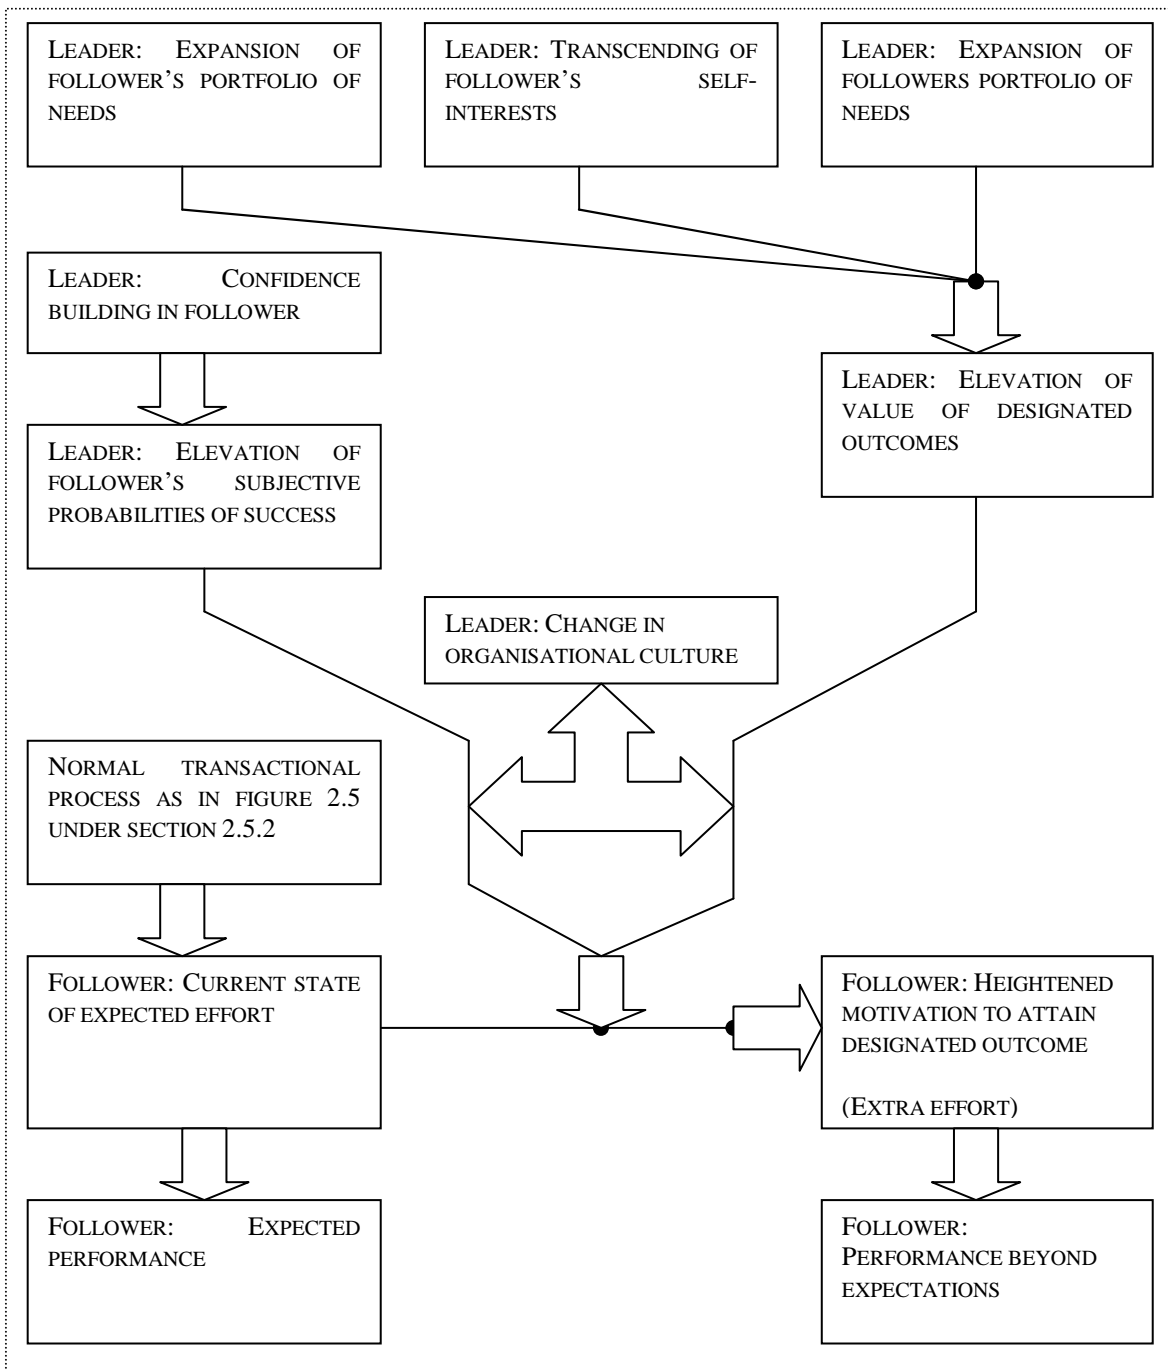 LEADER: EXPANSION OF
FOLLOWER'S PORTFOLIO OF
NEEDS
LEADER: TRANSCENDING OF
FOLLOWER'S SELF-
INTERESTS
LEADER: EXPANSION OF
FOLLOWERS PORTFOLIO OF
NEEDS
LEADER: CONFIDENCE
BUILDING IN FOLLOWER
LEADER: ELEVATION OF
VALUE OF DESIGNATED
OUTCOMES
LEADER: ELEVATION OF
FOLLOWER'S SUBJECTIVE
PROBABILITIES OF SUCCESS
LEADER: CHANGE IN
ORGANISATIONAL CULTURE
NORMAL TRANSACTIONAL
PROCESS AS IN FIGURE 2.5
UNDER SECTION 2.5.2
FOLLOWER: CURRENT STATE
OF EXPECTED EFFORT
FOLLOWER: HEIGHTENED
MOTIVATION TO ATTAIN
DESIGNATED OUTCOME
(EXTRA EFFORT)
FOLLOWER: EXPECTED
PERFORMANCE
FOLLOWER:
PERFORMANCE BEYOND
EXPECTATIONS